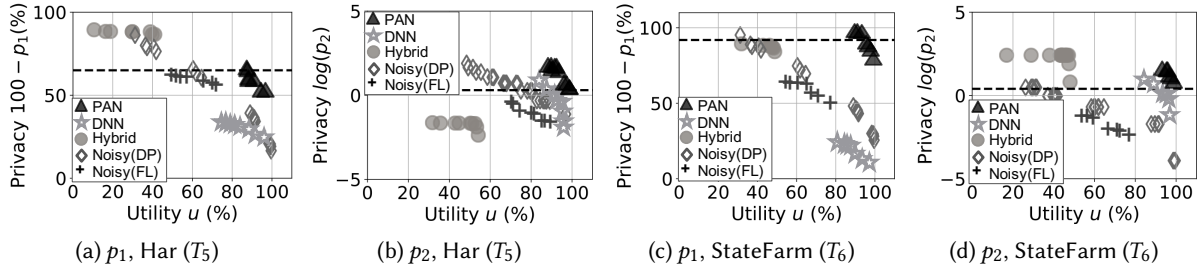 Privacy 100 − p₁(%)
100
50
0
PAN
DNN
Hybrid
Noisy(DP)
Noisy(FL)
0 20 40 60 80 100
Utility u (%)
(a) p₁, Har (T₅)
Privacy log(p₂)
5
0
−5
PAN
DNN
Hybrid
Noisy(DP)
Noisy(FL)
0 20 40 60 80 100
Utility u (%)
(b) p₂, Har (T₅)
Privacy 100 − p₁(%)
100
50
0
PAN
DNN
Hybrid
Noisy(DP)
Noisy(FL)
0 20 40 60 80 100
Utility u (%)
(c) p₁, StateFarm (T₆)
Privacy log(p₂)
5
0
−5
PAN
DNN
Hybrid
Noisy(DP)
Noisy(FL)
0 20 40 60 80 100
Utility u (%)
(d) p₂, StateFarm (T₆)